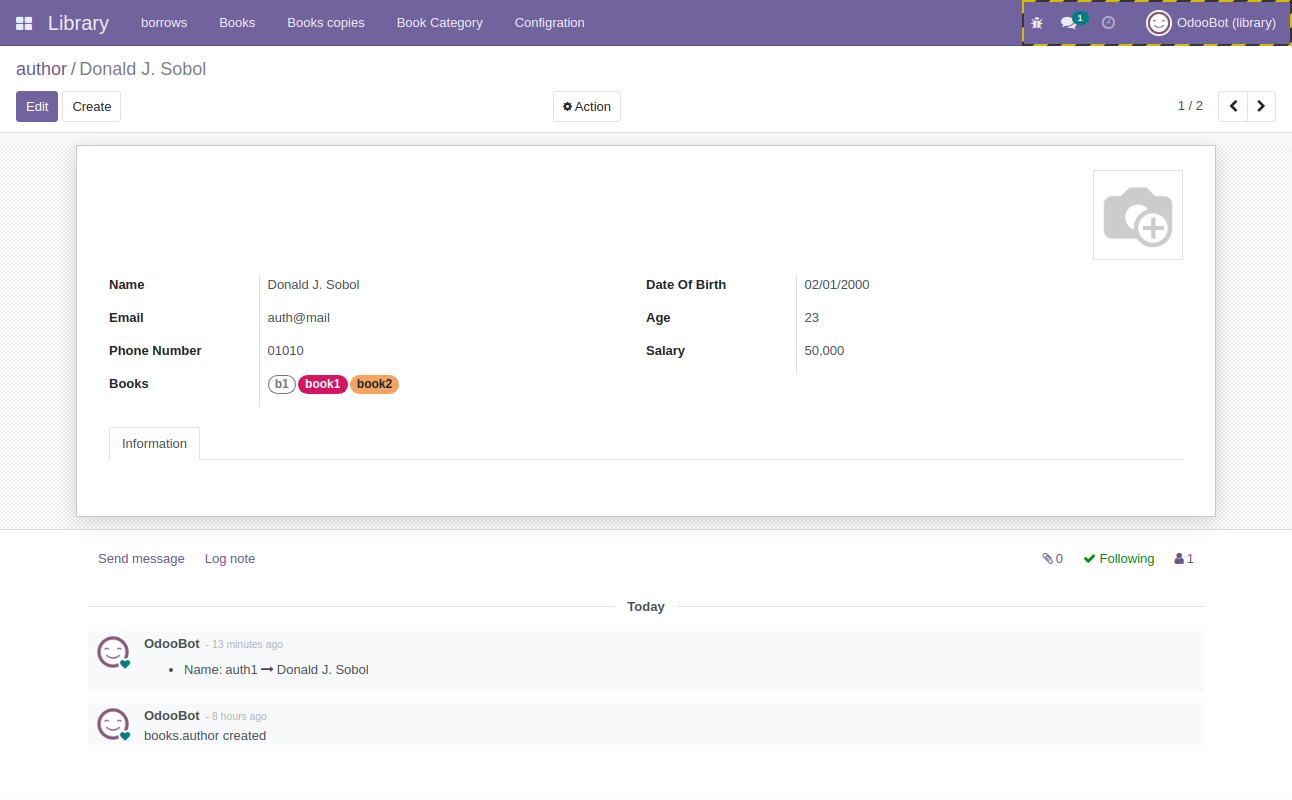 Library borrows Books Books copies Book Category Configration 1 OdooBot (library)
author / Donald J. Sobol
Edit Create Action 1 / 2
Name Donald J. Sobol Date Of Birth 02/01/2000
Email auth@mail Age 23
Phone Number 01010 Salary 50,000
Books b1 book1 book2
Information
Send message Log note 0 Following 1
Today
OdooBot - 13 minutes ago
• Name: auth1 → Donald J. Sobol
OdooBot - 8 hours ago
books.author created